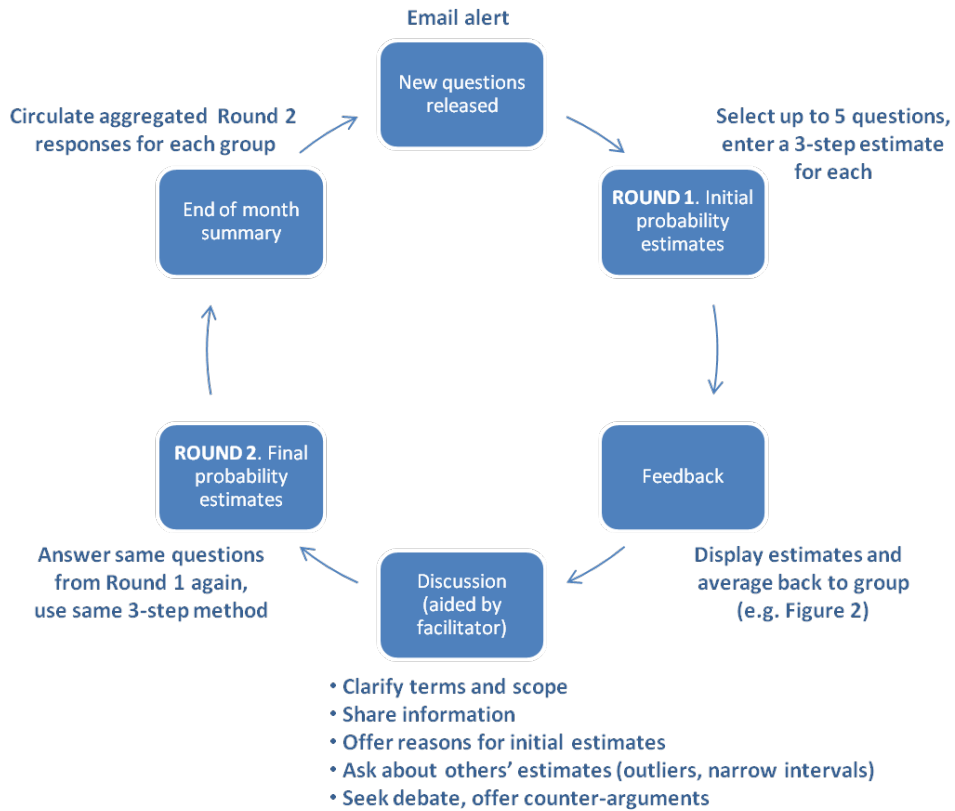 Email alert
New questions
released
Select up to 5 questions,
enter a 3-step estimate
for each
ROUND 1. Initial
probability
estimates
Feedback
Display estimates and
average back to group
(e.g. Figure 2)
Discussion
(aided by
facilitator)
• Clarify terms and scope
• Share information
• Offer reasons for initial estimates
• Ask about others’ estimates (outliers, narrow intervals)
• Seek debate, offer counter-arguments
ROUND 2. Final
probability
estimates
Answer same questions
from Round 1 again,
use same 3-step method
End of month
summary
Circulate aggregated Round 2
responses for each group